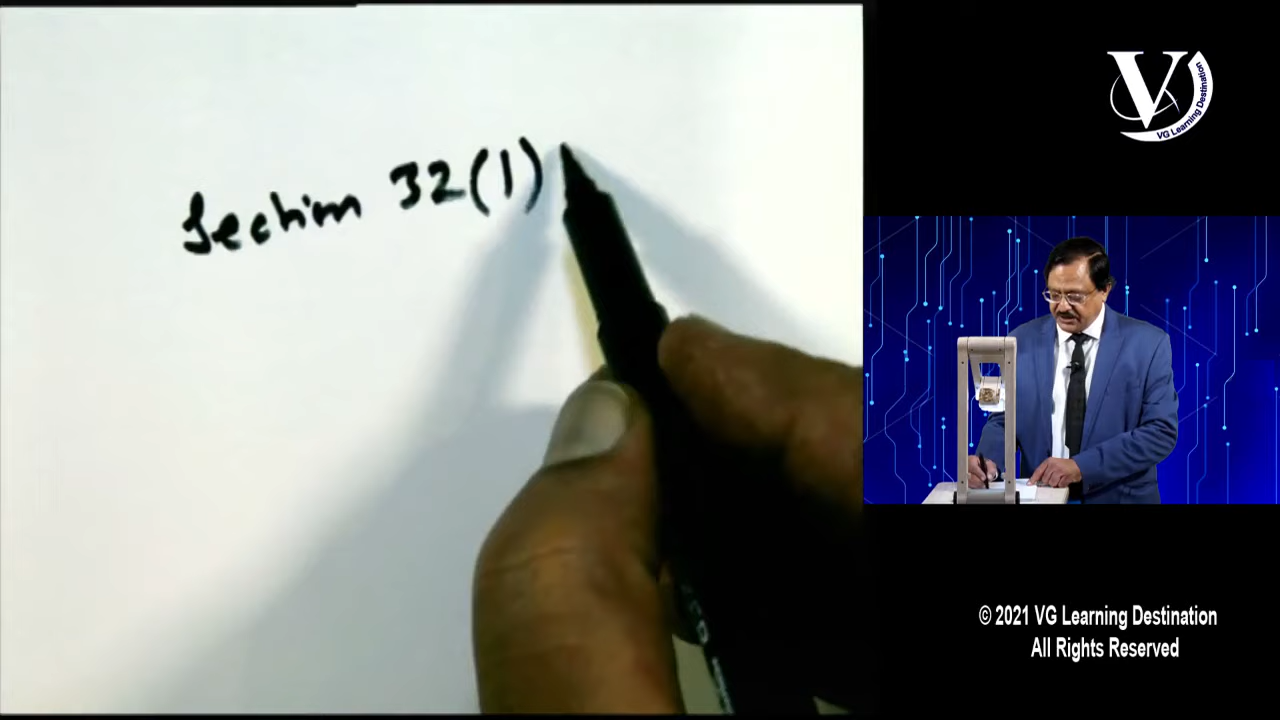 Section 32(1)
V
VG Learning Destination
© 2021 VG Learning Destination
All Rights Reserved